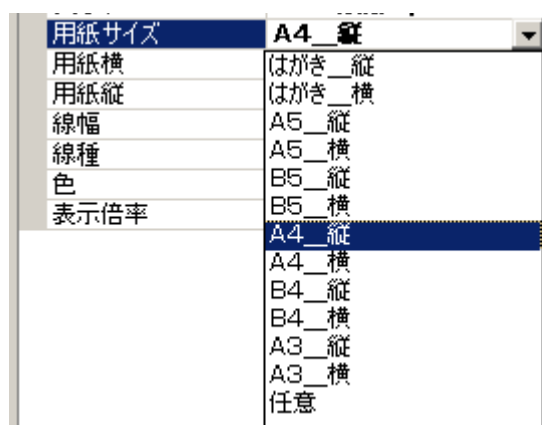 用紙サイズ A4__縦
用紙横
用紙縦
線幅
線種
色
表示倍率
はがき__縦
はがき__横
A5__縦
A5__横
B5__縦
B5__横
A4__縦
A4__横
B4__縦
B4__横
A3__縦
A3__横
任意